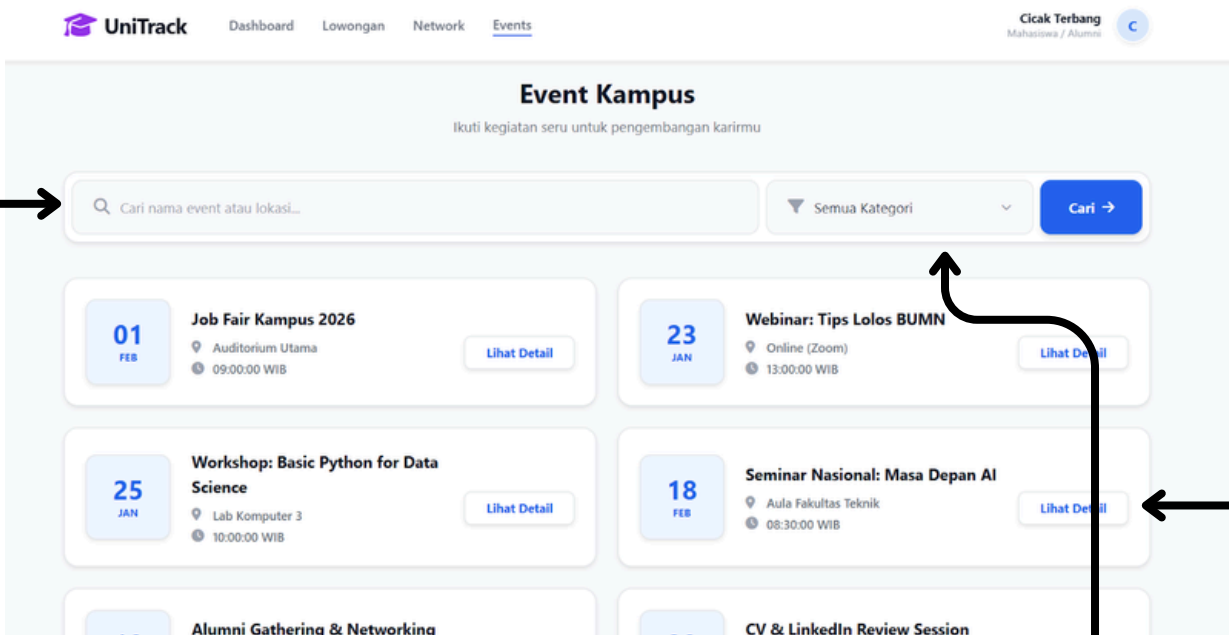 UniTrack
Dashboard
Lowongan
Network
Events
Cicak Terbang
Mahasiswa / Alumni
C
Event Kampus
Ikuti kegiatan seru untuk pengembangan karirmu
Cari nama event atau lokasi...
Semua Kategori
Cari →
01
FEB
Job Fair Kampus 2026
Auditorium Utama
09:00:00 WIB
Lihat Detail
23
JAN
Webinar: Tips Lolos BUMN
Online (Zoom)
13:00:00 WIB
Lihat Detail
25
JAN
Workshop: Basic Python for Data
Science
Lab Komputer 3
10:00:00 WIB
Lihat Detail
18
FEB
Seminar Nasional: Masa Depan AI
Aula Fakultas Teknik
08:30:00 WIB
Lihat Detail
Alumni Gathering & Networking
CV & LinkedIn Review Session